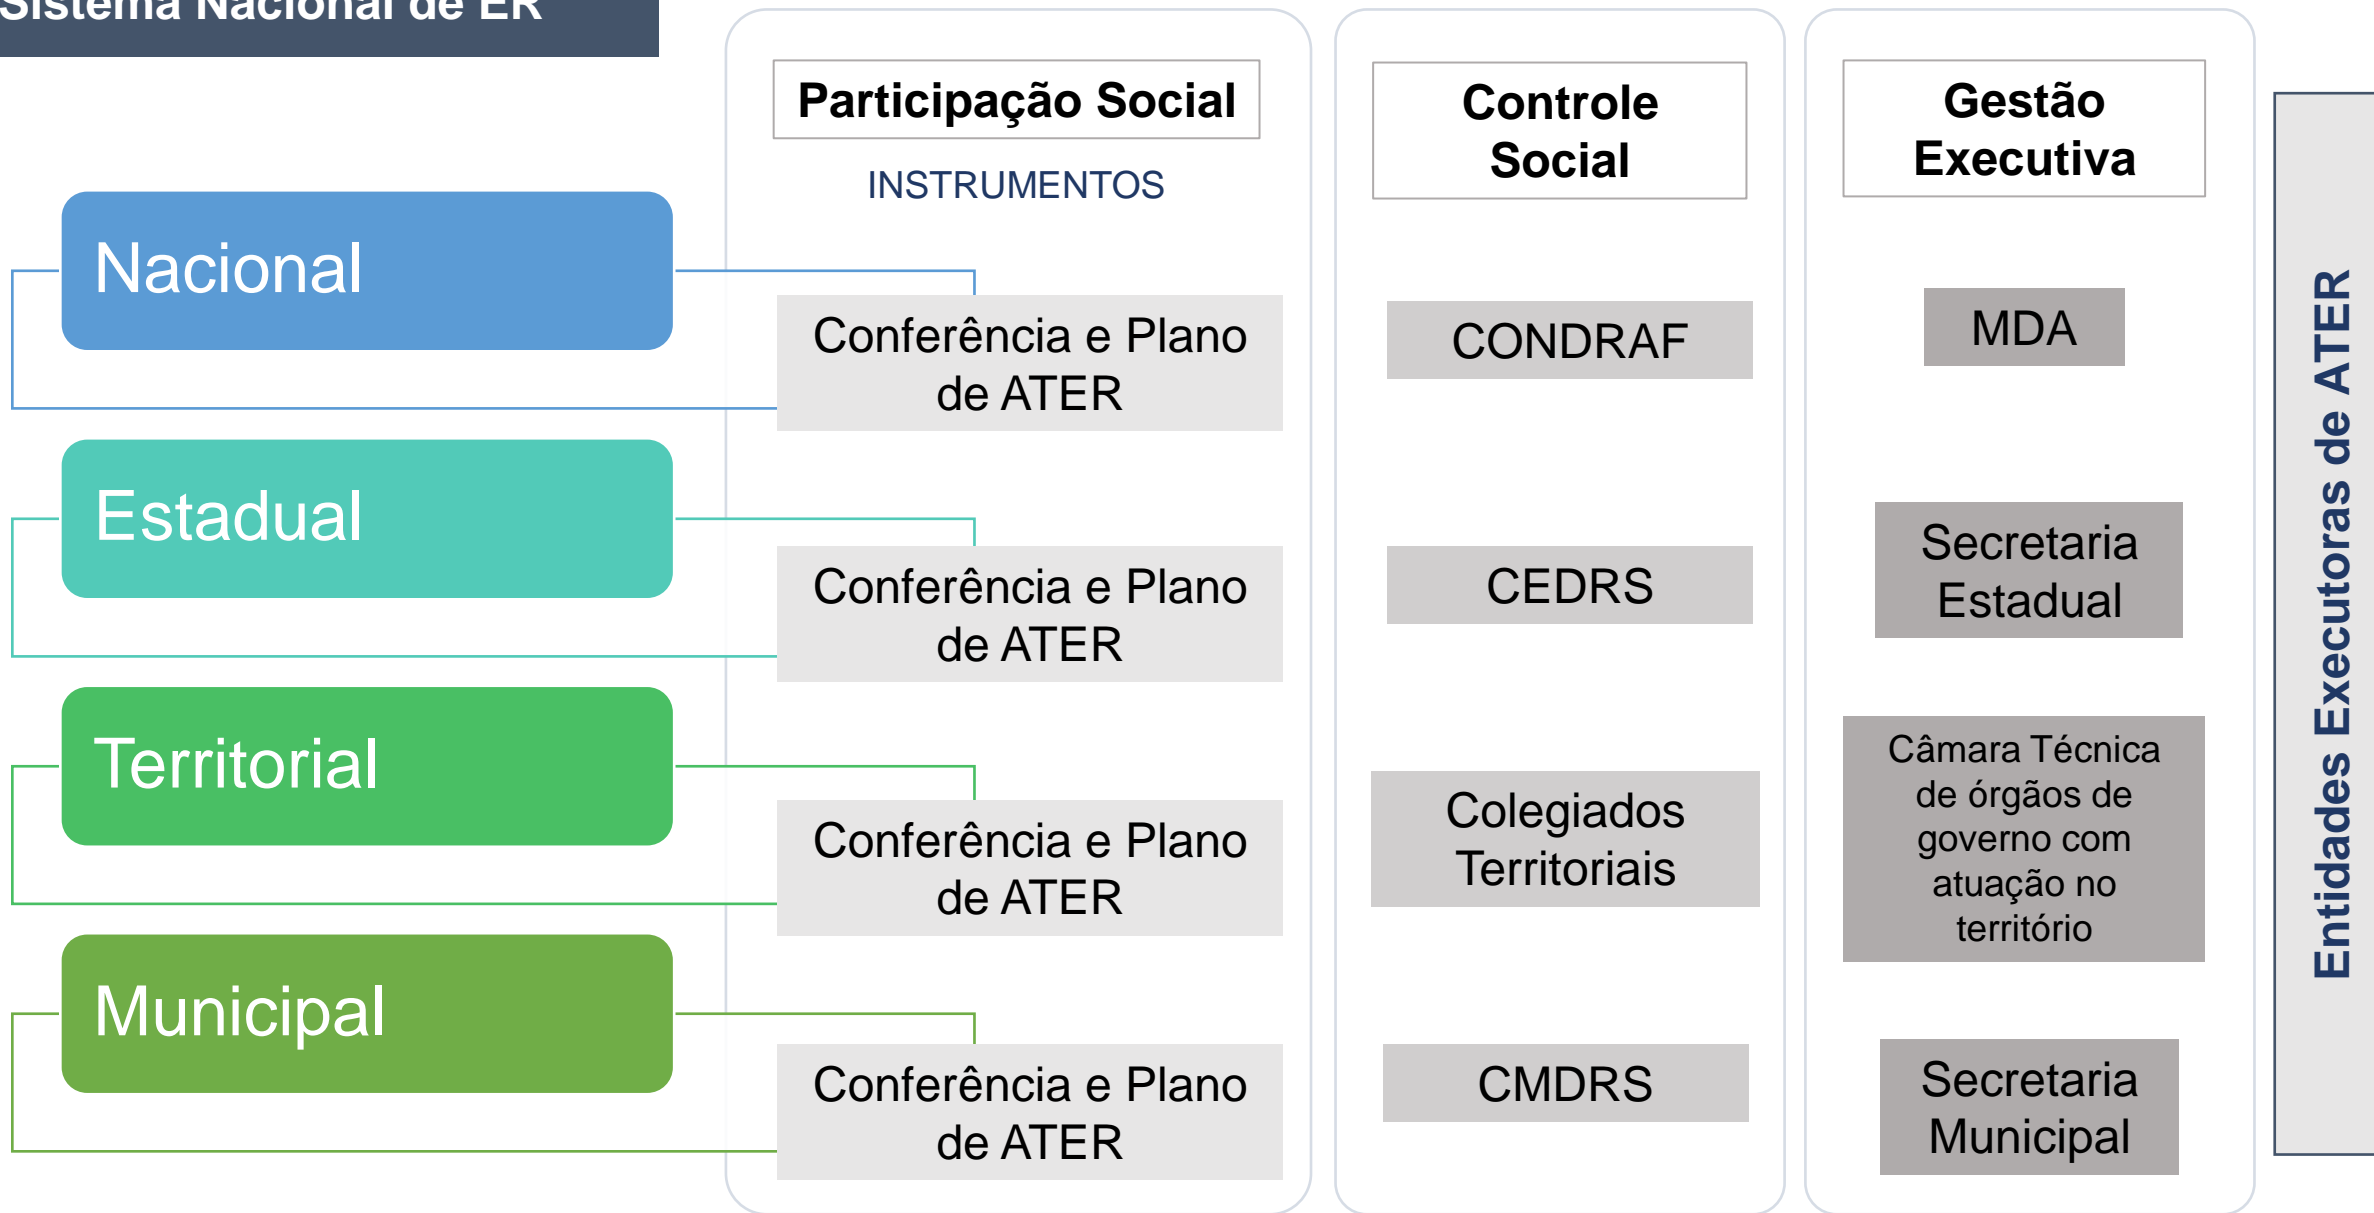 Sistema Nacional de ER
Participação Social
INSTRUMENTOS
Controle
Social
Gestão
Executiva
Nacional
Conferência e Plano
de ATER
CONDRAF
MDA
Estadual
Conferência e Plano
de ATER
CEDRS
Secretaria
Estadual
Territorial
Conferência e Plano
de ATER
Colegiados
Territoriais
Câmara Técnica
de órgãos de
governo com
atuação no
território
Municipal
Conferência e Plano
de ATER
CMDRS
Secretaria
Municipal
Entidades Executoras de ATER